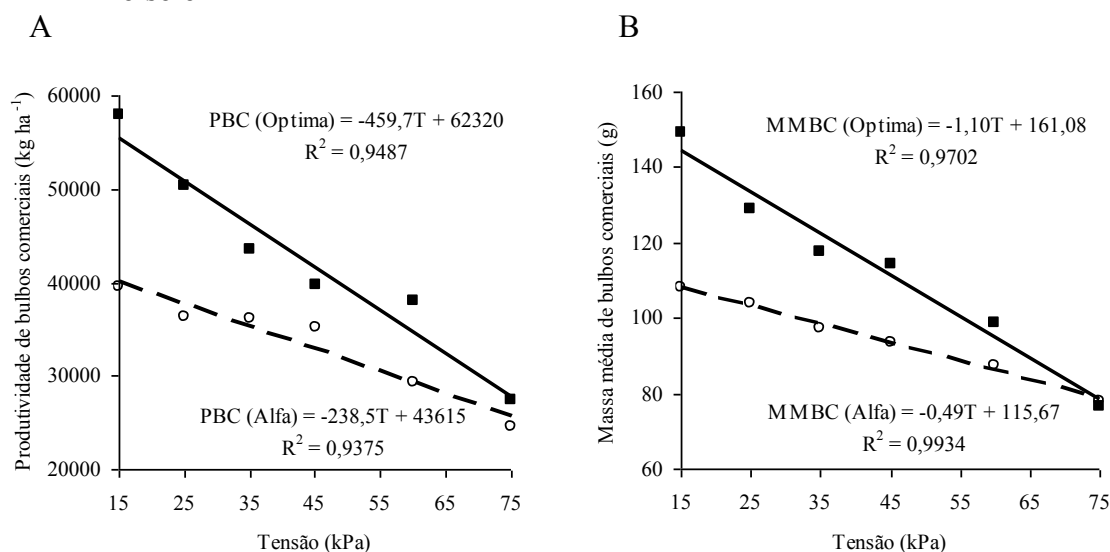 A
B
60000
50000
40000
30000
20000
15 25 35 45 55 65 75
Tensão (kPa)
Produtividade de bulbos comerciais (kg ha⁻¹)
PBC (Optima) = -459,7T + 62320
R² = 0,9487
PBC (Alfa) = -238,5T + 43615
R² = 0,9375
160
140
120
100
80
60
15 25 35 45 55 65 75
Tensão (kPa)
Massa média de bulbos comerciais (g)
MMBC (Optima) = -1,10T + 161,08
R² = 0,9702
MMBC (Alfa) = -0,49T + 115,67
R² = 0,9934